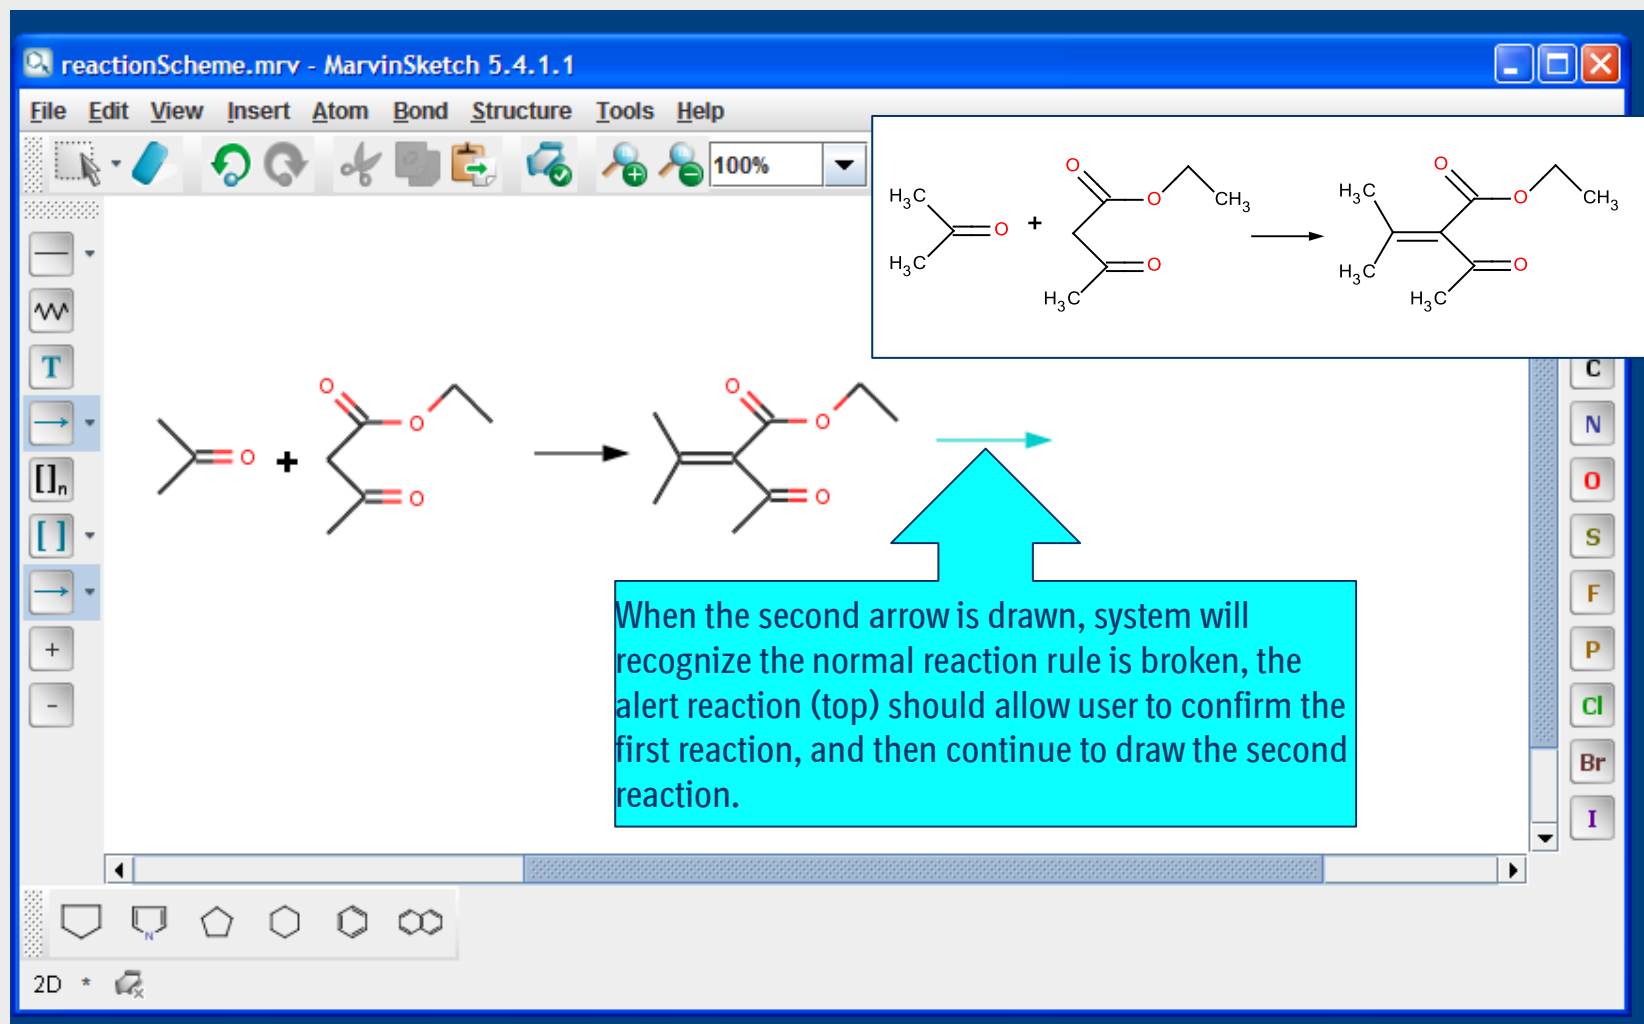 reactionScheme.mrv - MarvinSketch 5.4.1.1
File Edit View Insert Atom Bond Structure Tools Help
100%
H3C
H3C
O
+
O
O
CH3
O
H3C
H3C
H3C
O
O
CH3
O
H3C
T
[]n
[ ]
+
-
O
+
O
O
O
O
O
O
C
N
O
S
F
P
Cl
Br
I
When the second arrow is drawn, system will
recognize the normal reaction rule is broken, the
alert reaction (top) should allow user to confirm the
first reaction, and then continue to draw the second
reaction.
N
2D *